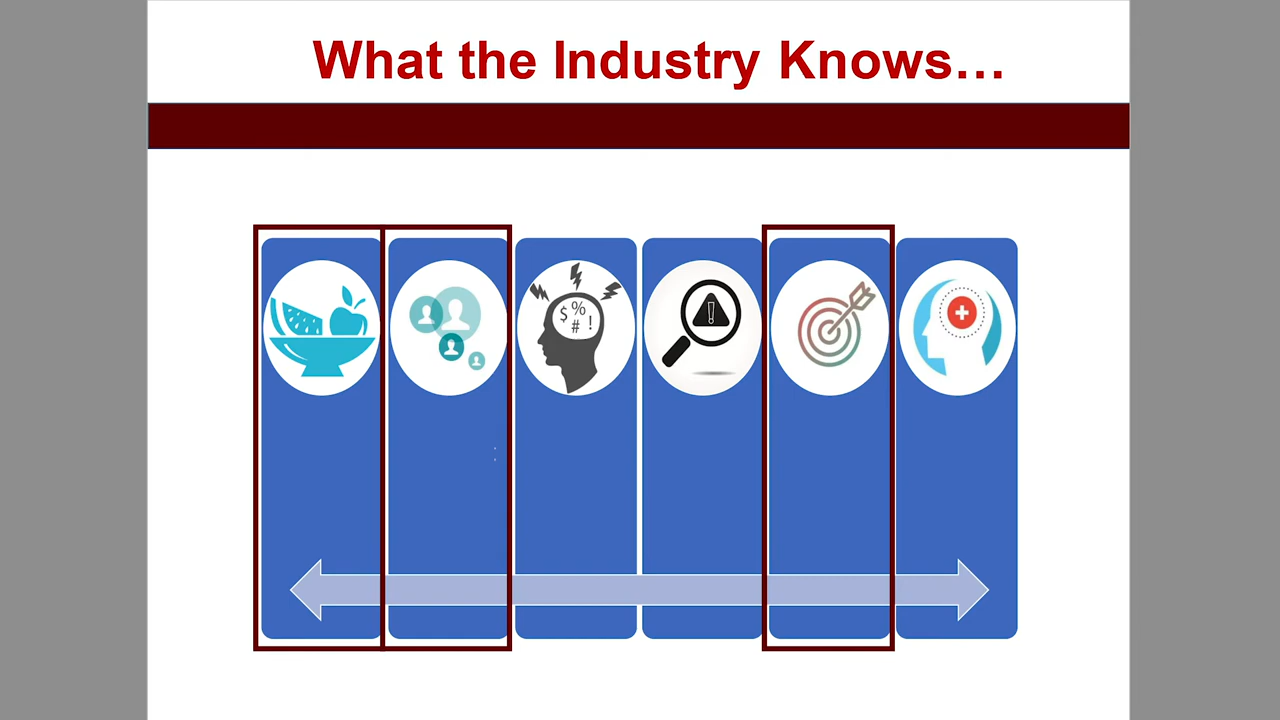 What the Industry Knows…
$ %
# !